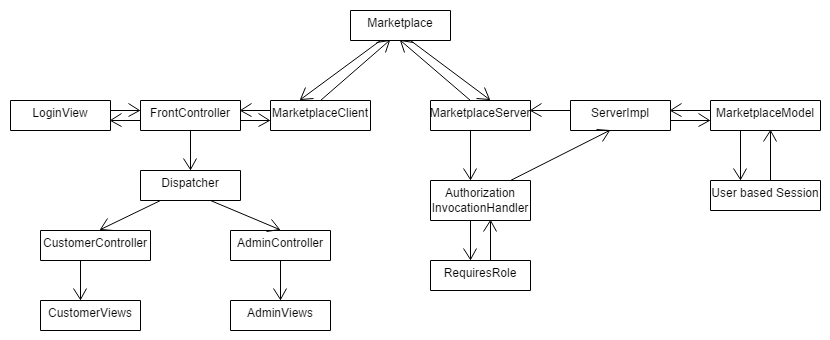 Marketplace
LoginView
FrontController
MarketplaceClient
MarketplaceServer
ServerImpl
MarketplaceModel
Dispatcher
Authorization
InvocationHandler
User based Session
CustomerController
AdminController
RequiresRole
CustomerViews
AdminViews